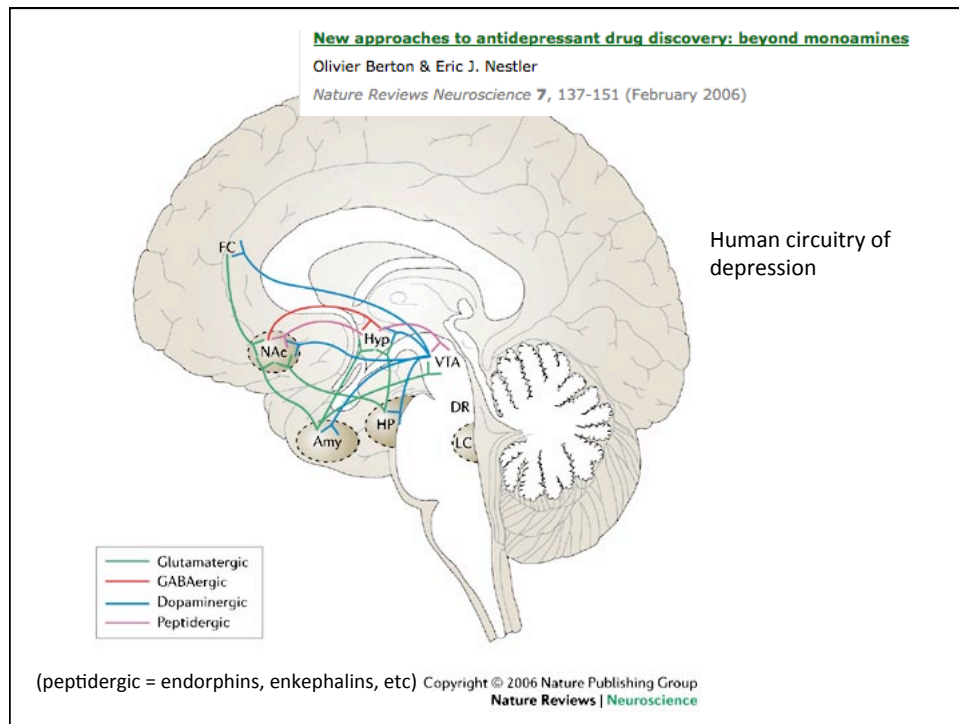 New approaches to antidepressant drug discovery: beyond monoamines
Olivier Berton & Eric J. Nestler
Nature Reviews Neuroscience 7, 137-151 (February 2006)
Human circuitry of
depression
FC
NAc
Hyp
VTA
DR
HP
LC
Amy
Glutamatergic
GABAergic
Dopaminergic
Peptidergic
(peptidergic = endorphins, enkephalins, etc)
Copyright © 2006 Nature Publishing Group
Nature Reviews | Neuroscience